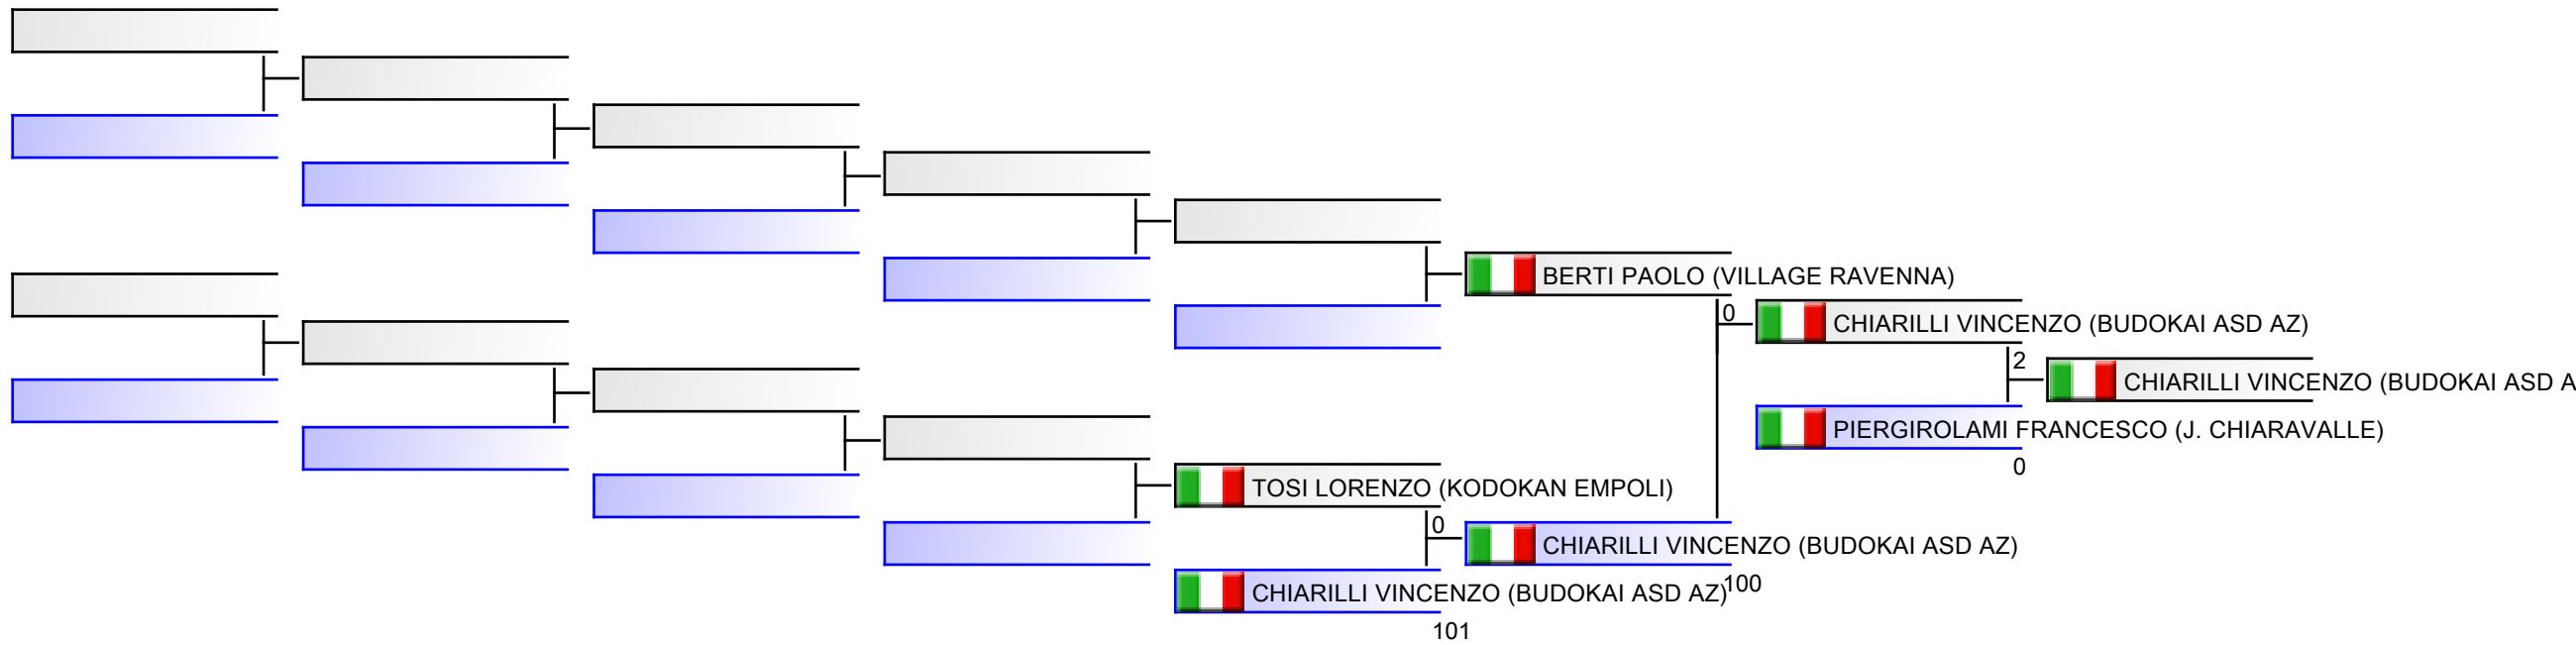 BERTI PAOLO (VILLAGE RAVENNA)
0
CHIARILLI VINCENZO (BUDOKAI ASD AZ)
2
CHIARILLI VINCENZO (BUDOKAI ASD A
PIERGIROLAMI FRANCESCO (J. CHIARAVALLE)
0
TOSI LORENZO (KODOKAN EMPOLI)
0
CHIARILLI VINCENZO (BUDOKAI ASD AZ)
100
CHIARILLI VINCENZO (BUDOKAI ASD AZ)
101